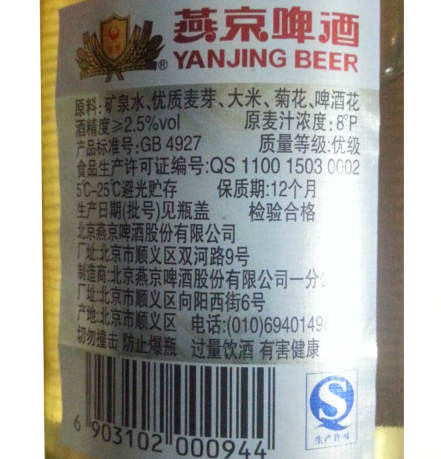 燕京啤酒
®YANJING BEER
原料:矿泉水、优质麦芽、大米、菊花、啤酒花
酒精度≥2.5%vol 原麦汁浓度:8°P
产品标准号:GB 4927 质量等级:优级
食品生产许可证编号:QS 1100 1503 0002
5℃-25℃避光贮存 保质期:12个月
生产日期(批号)见瓶盖 检验合格
北京燕京啤酒股份有限公司
厂址:北京市顺义区双河路9号
制造商:北京燕京啤酒股份有限公司一分公
厂址:北京市顺义区向阳西街6号
产地:北京市顺义区 电话:(010)6940149
切勿撞击 防止爆瓶 过量饮酒 有害健康
6 903102 000944
QS
生产许可